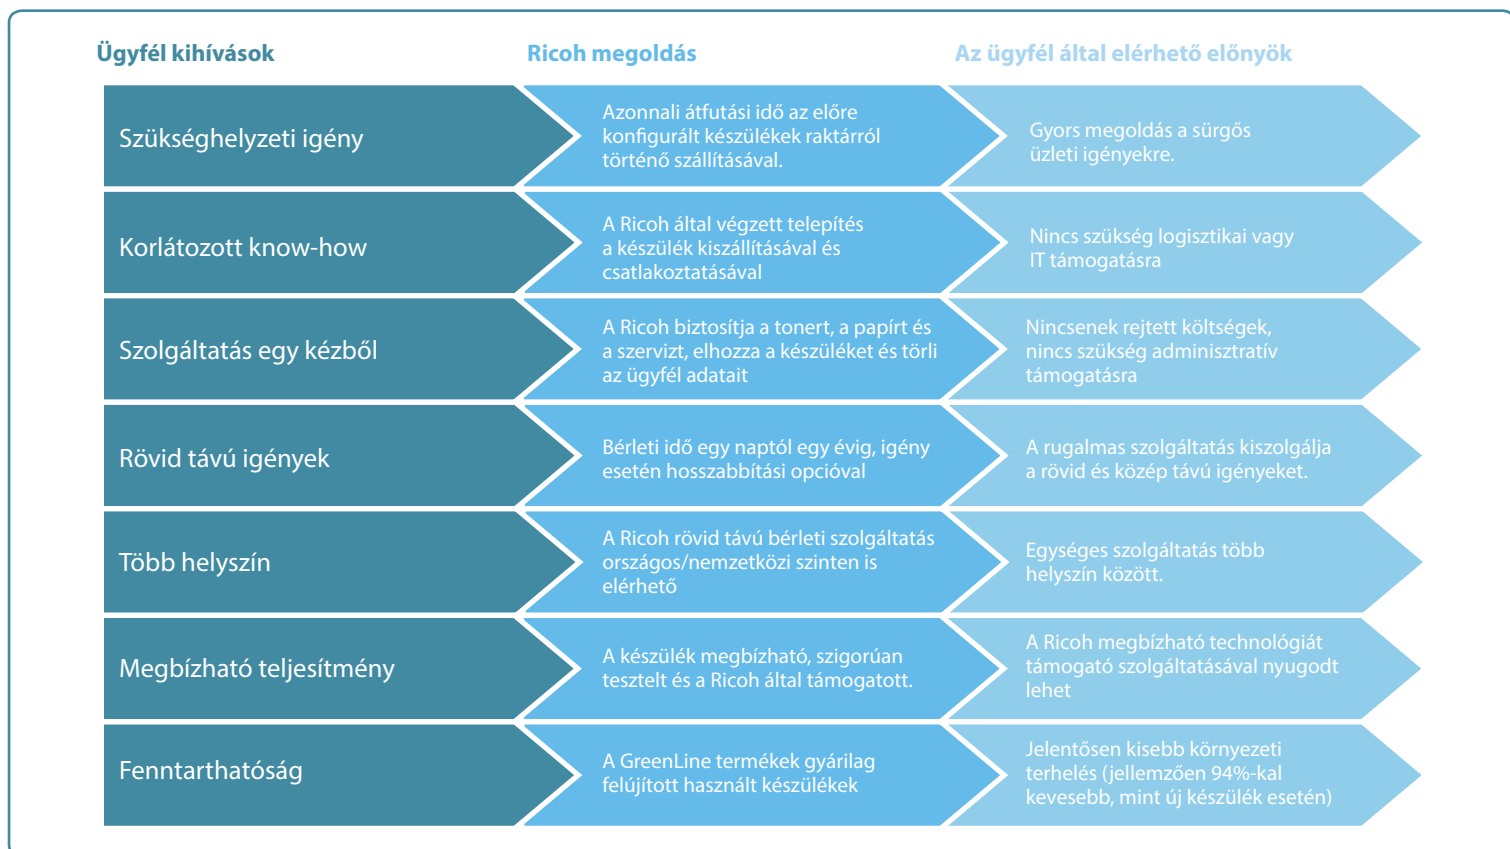 Ügyfél kihívások
Ricoh megoldás
Az ügyfél által elérhető előnyök
Szükséghelyzeti igény
Azonnali átfutási idő az előre
konfigurált készülékek raktárról
történő szállításával.
Gyors megoldás a sürgős
üzleti igényekre.
Korlátozott know-how
A Ricoh által végzett telepítés
a készülék kiszállításával és
csatlakoztatásával
Nincs szükség logisztikai vagy
IT támogatásra
Szolgáltatás egy kézből
A Ricoh biztosítja a tonert, a papírt és
a szervizt, elhozza a készüléket és törli
az ügyfél adatait
Nincsenek rejtett költségek,
nincs szükség adminisztratív
támogatásra
Rövid távú igények
Bérleti idő egy naptól egy évig, igény
esetén hosszabbítási opcióval
A rugalmas szolgáltatás kiszolgálja
a rövid és közép távú igényeket.
Több helyszín
A Ricoh rövid távú bérleti szolgáltatás
országos/nemzetközi szinten is
elérhető
Egységes szolgáltatás több
helyszín között.
Megbízható teljesítmény
A készülék megbízható, szigorúan
tesztelt és a Ricoh által támogatott.
A Ricoh megbízható technológiát
támogató szolgáltatásával nyugodt
lehet
Fenntarthatóság
A GreenLine termékek gyárilag
felújított használt készülékek
Jelentősen kisebb környezeti
terhelés (jellemzően 94%-kal
kevesebb, mint új készülék esetén)